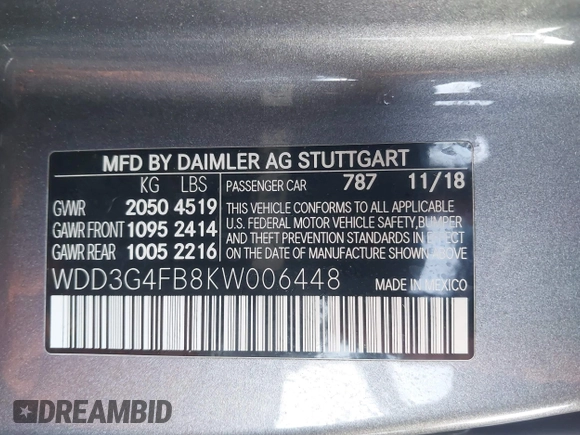 MFD BY DAIMLER AG STUTTGART
KG LBS PASSENGER CAR 787 11/18
GVWR 2050 4519
GAWR FRONT 1095 2414
GAWR REAR 1005 2216
THIS VEHICLE CONFORMS TO ALL APPLICABLE
U.S. FEDERAL MOTOR VEHICLE SAFETY, BUMPER
AND THEFT PREVENTION STANDARDS IN EFFECT
ON THE DATE OF MANUFACTURE SHOWN ABOVE
WDD3G4FB8KW006448 MADE IN MEXICO
DREAMBID